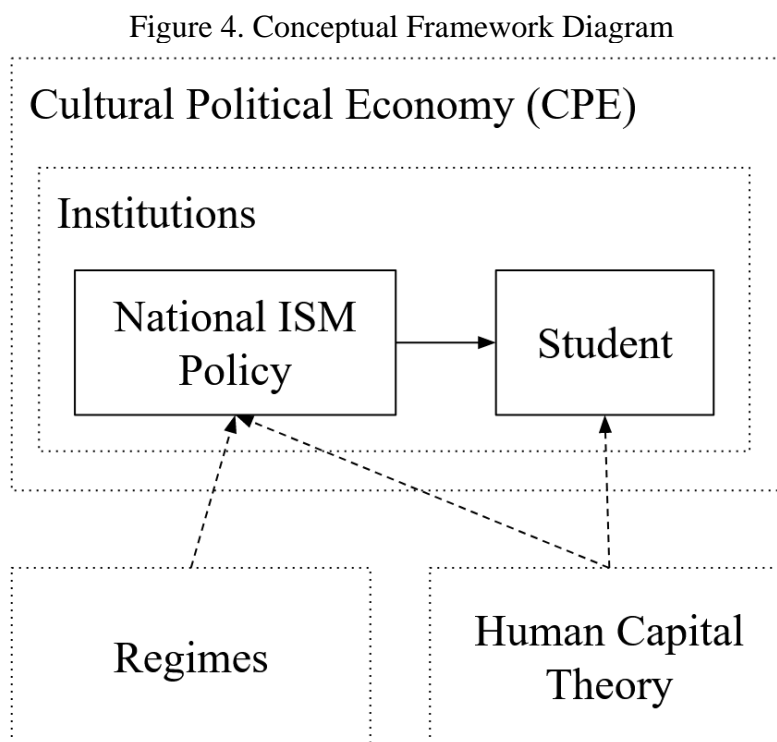 Figure 4. Conceptual Framework Diagram
Cultural Political Economy (CPE)
Institutions
National ISM
Policy
Student
Regimes
Human Capital
Theory